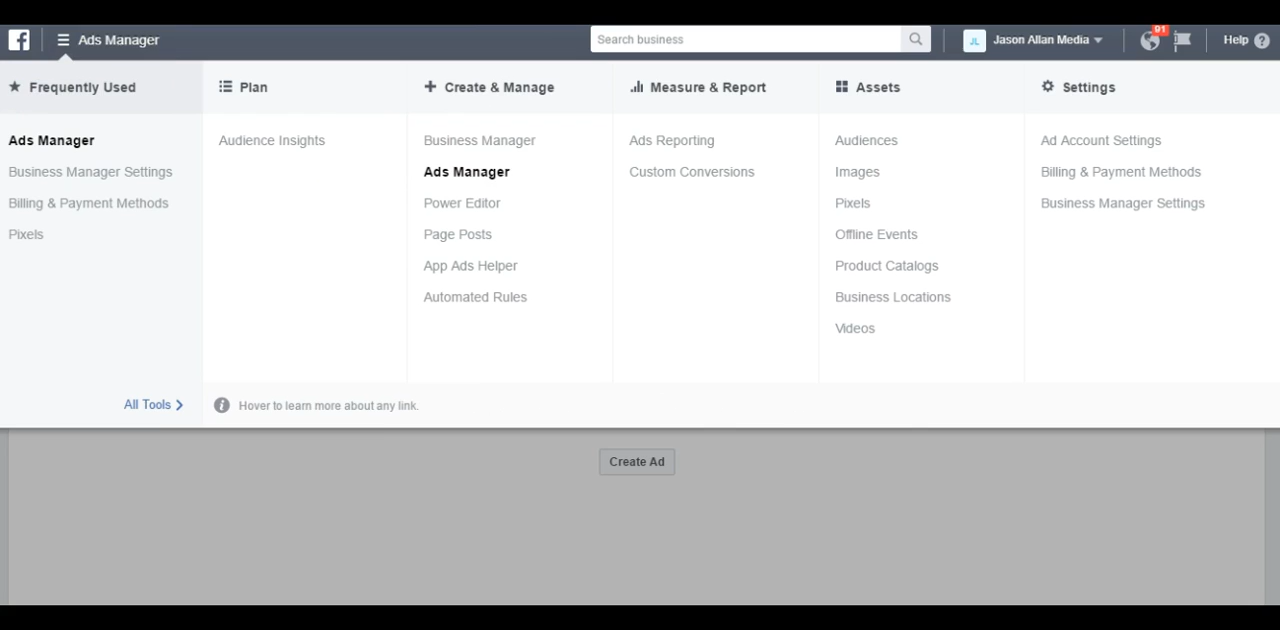 f
Ads Manager
Search business
JL
Jason Allan Media
91
Help ?
Frequently Used
Ads Manager
Business Manager Settings
Billing & Payment Methods
Pixels
All Tools
Plan
Audience Insights
Create & Manage
Business Manager
Ads Manager
Power Editor
Page Posts
App Ads Helper
Automated Rules
Measure & Report
Ads Reporting
Custom Conversions
Assets
Audiences
Images
Pixels
Offline Events
Product Catalogs
Business Locations
Videos
Settings
Ad Account Settings
Billing & Payment Methods
Business Manager Settings
Hover to learn more about any link.
Create Ad